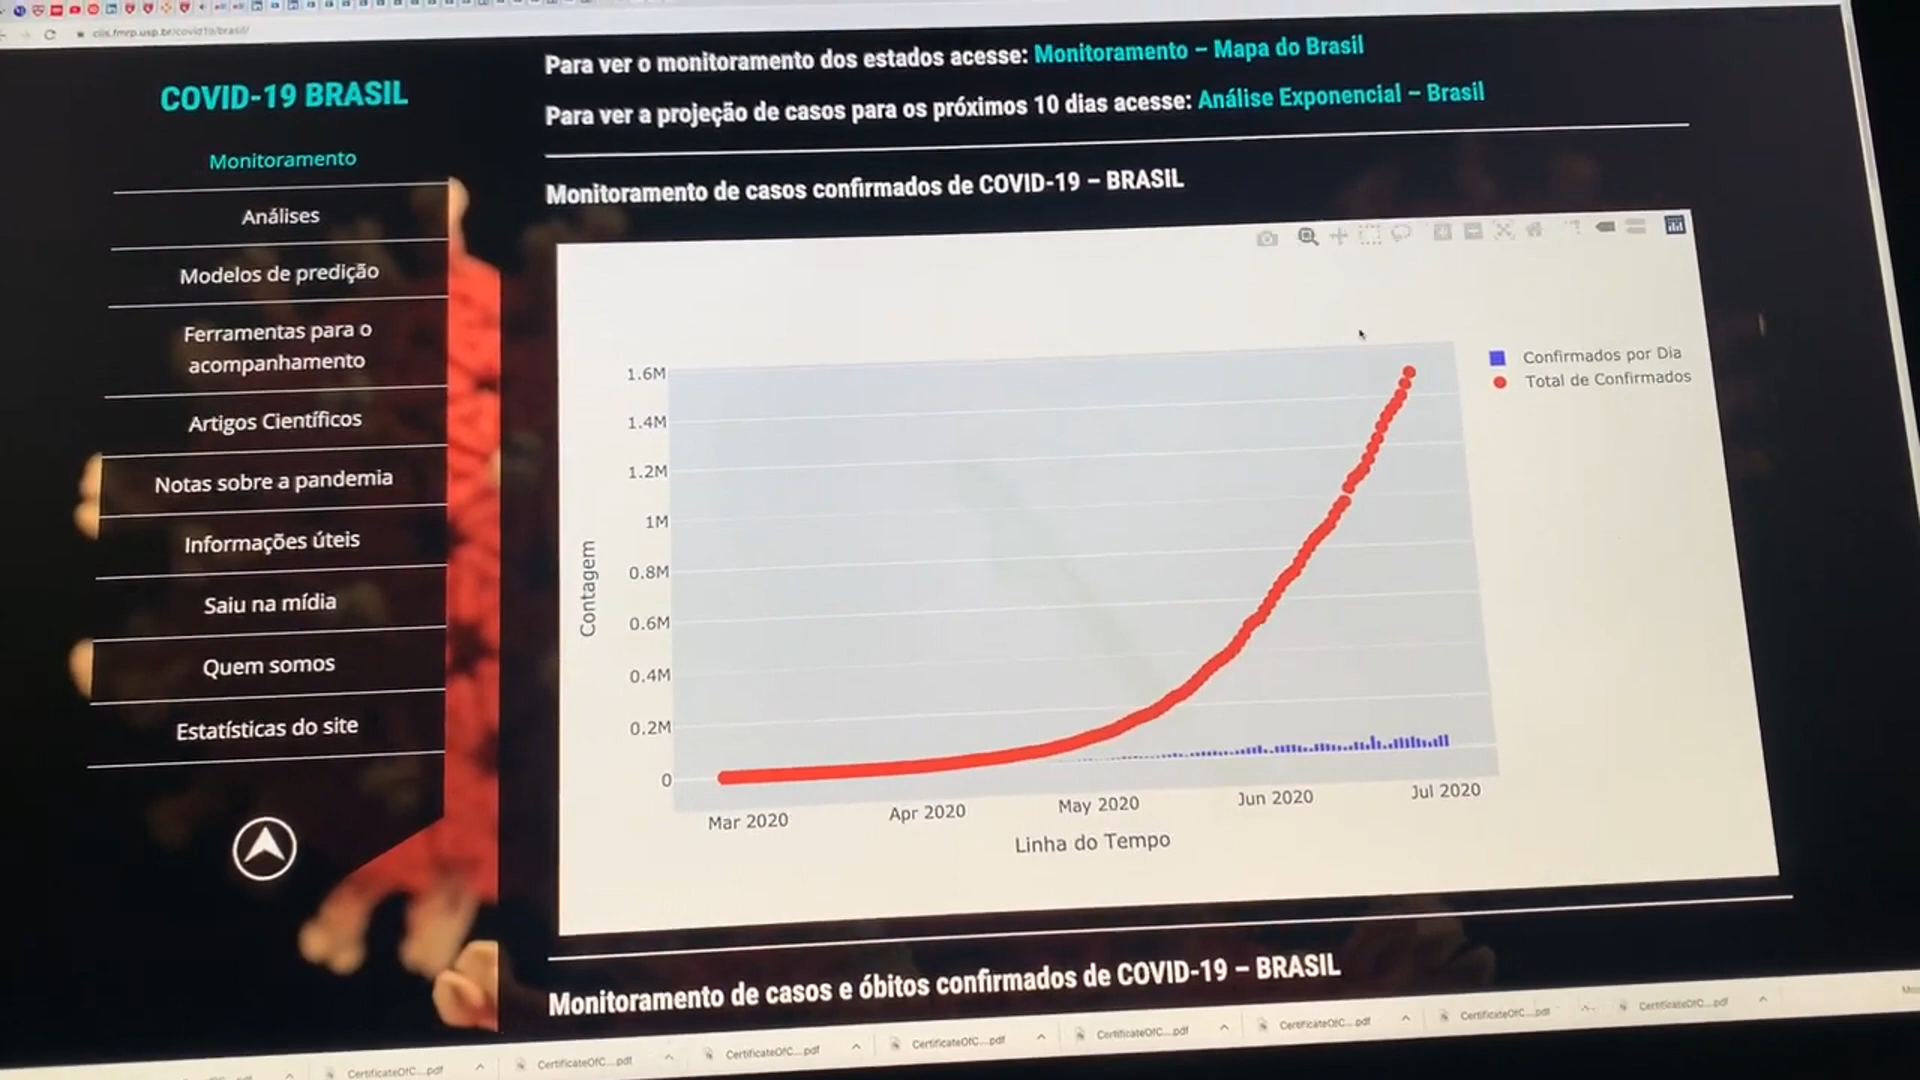 ciis.fmrp.usp.br/covid19/brasil/
COVID-19 BRASIL
Monitoramento
Análises
Modelos de predição
Ferramentas para o
acompanhamento
Artigos Científicos
Notas sobre a pandemia
Informações úteis
Saiu na mídia
Quem somos
Estatísticas do site
Para ver o monitoramento dos estados acesse: Monitoramento – Mapa do Brasil
Para ver a projeção de casos para os próximos 10 dias acesse: Análise Exponencial – Brasil
Monitoramento de casos confirmados de COVID-19 – BRASIL
Confirmados por Dia
Total de Confirmados
1.6M
1.4M
1.2M
1M
0.8M
0.6M
0.4M
0.2M
0
Contagem
Mar 2020 Apr 2020 May 2020 Jun 2020 Jul 2020
Linha do Tempo
Monitoramento de casos e óbitos confirmados de COVID-19 – BRASIL
CertificateOfC....pdf CertificateOfC....pdf CertificateOfC....pdf CertificateOfC....pdf CertificateOfC....pdf CertificateOfC....pdf CertificateOfC....pdf CertificateOfC....pdf